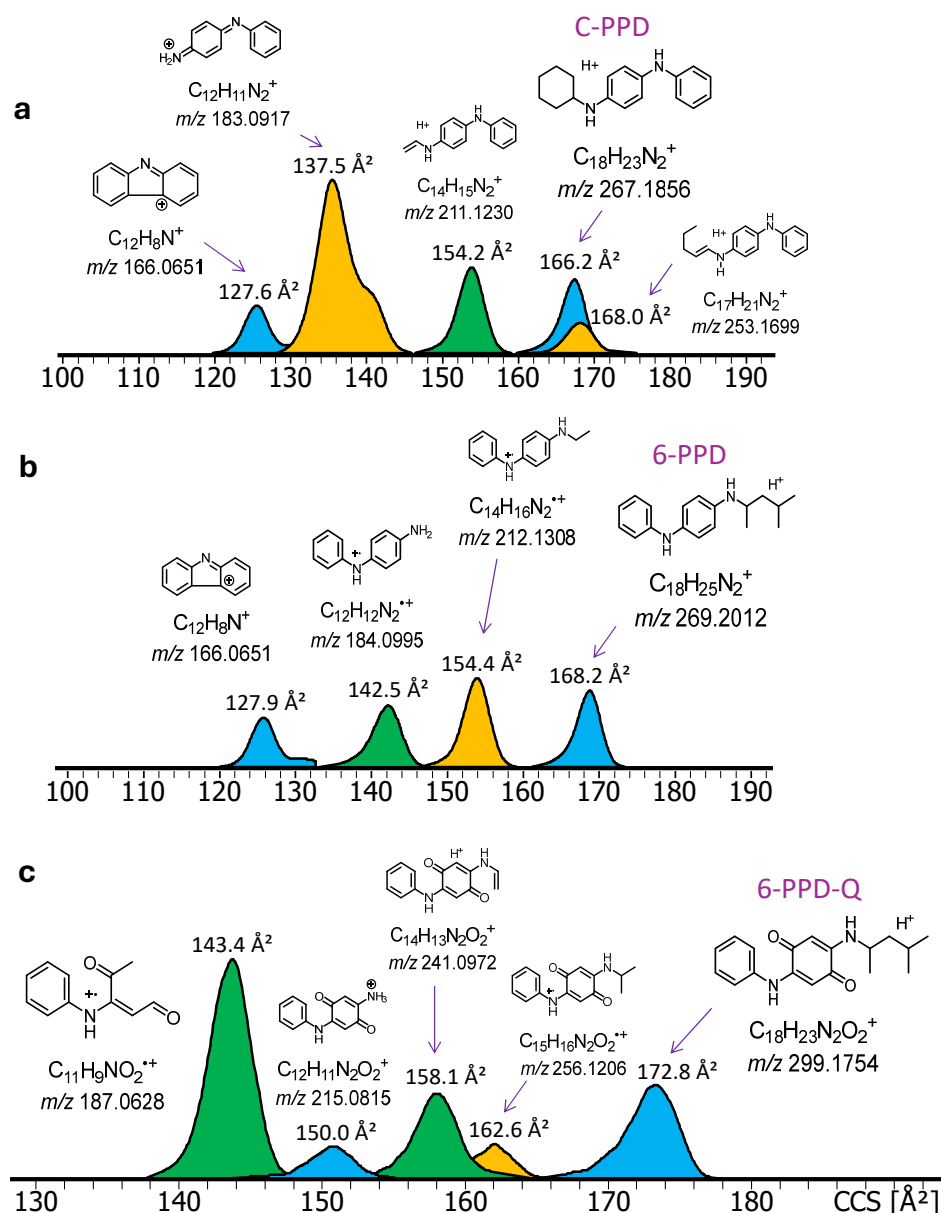 a
C-PPD
C₁₂H₁₁N₂⁺
m/z 183.0917
C₁₄H₁₅N₂⁺
m/z 211.1230
C₁₈H₂₃N₂⁺
m/z 267.1856
C₁₂H₈N⁺
m/z 166.0651
C₁₇H₂₁N₂⁺
m/z 253.1699
127.6 Å²
137.5 Å²
154.2 Å²
166.2 Å²
168.0 Å²
H₂N
N
N
H⁺
H
N
N
H
H⁺
H
N
N
H
H⁺
H
N
N
H
100 110 120 130 140 150 160 170 180 190
b
6-PPD
C₁₄H₁₆N₂•⁺
m/z 212.1308
C₁₂H₈N⁺
m/z 166.0651
C₁₂H₁₂N₂•⁺
m/z 184.0995
C₁₈H₂₅N₂⁺
m/z 269.2012
127.9 Å²
142.5 Å²
154.4 Å²
168.2 Å²
N
NH₂
N
H
H
N
N
H
H
N
H⁺
N
H
100 110 120 130 140 150 160 170 180 190
c
6-PPD-Q
C₁₁H₉NO₂•⁺
m/z 187.0628
C₁₂H₁₁N₂O₂⁺
m/z 215.0815
C₁₄H₁₃N₂O₂⁺
m/z 241.0972
C₁₅H₁₆N₂O₂•⁺
m/z 256.1206
C₁₈H₂₃N₂O₂⁺
m/z 299.1754
143.4 Å²
150.0 Å²
158.1 Å²
162.6 Å²
172.8 Å²
O
N
H
O
O
NH₃
N
H
O
H⁺
O
H
N
N
H
O
O
H
N
N
H
O
O
H
N
H⁺
N
H
O
130 140 150 160 170 180 CCS [Å²]